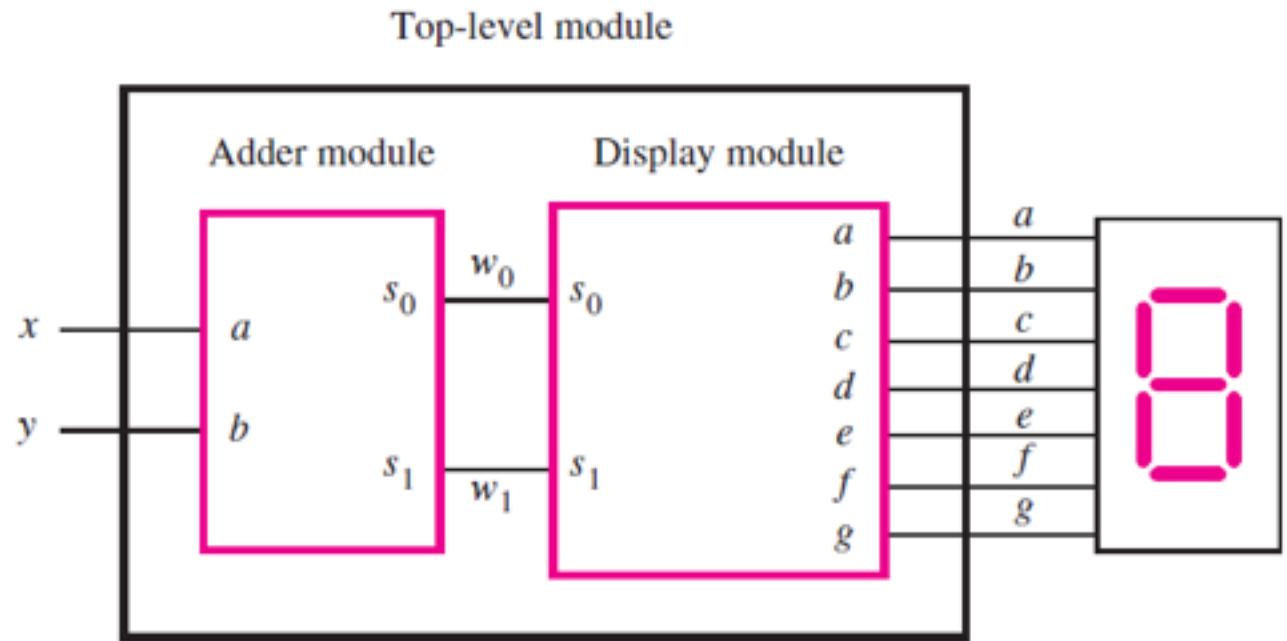 Top-level module
Adder module
Display module
x
y
a
b
s0
s1
w0
w1
s0
s1
a
b
c
d
e
f
g
a
b
c
d
e
f
g